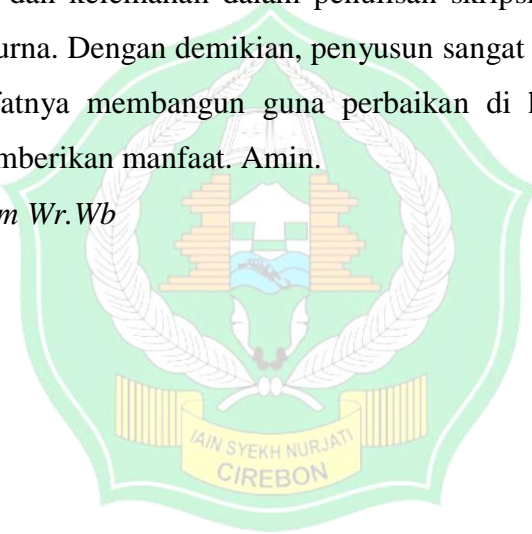 dan kelemahan dalam penulisan skripsi
urna. Dengan demikian, penyusun sangat
fatnya membangun guna perbaikan di
mberikan manfaat. Amin.
m Wr.Wb
IAIN SYEKH NURJATI
CIREBON